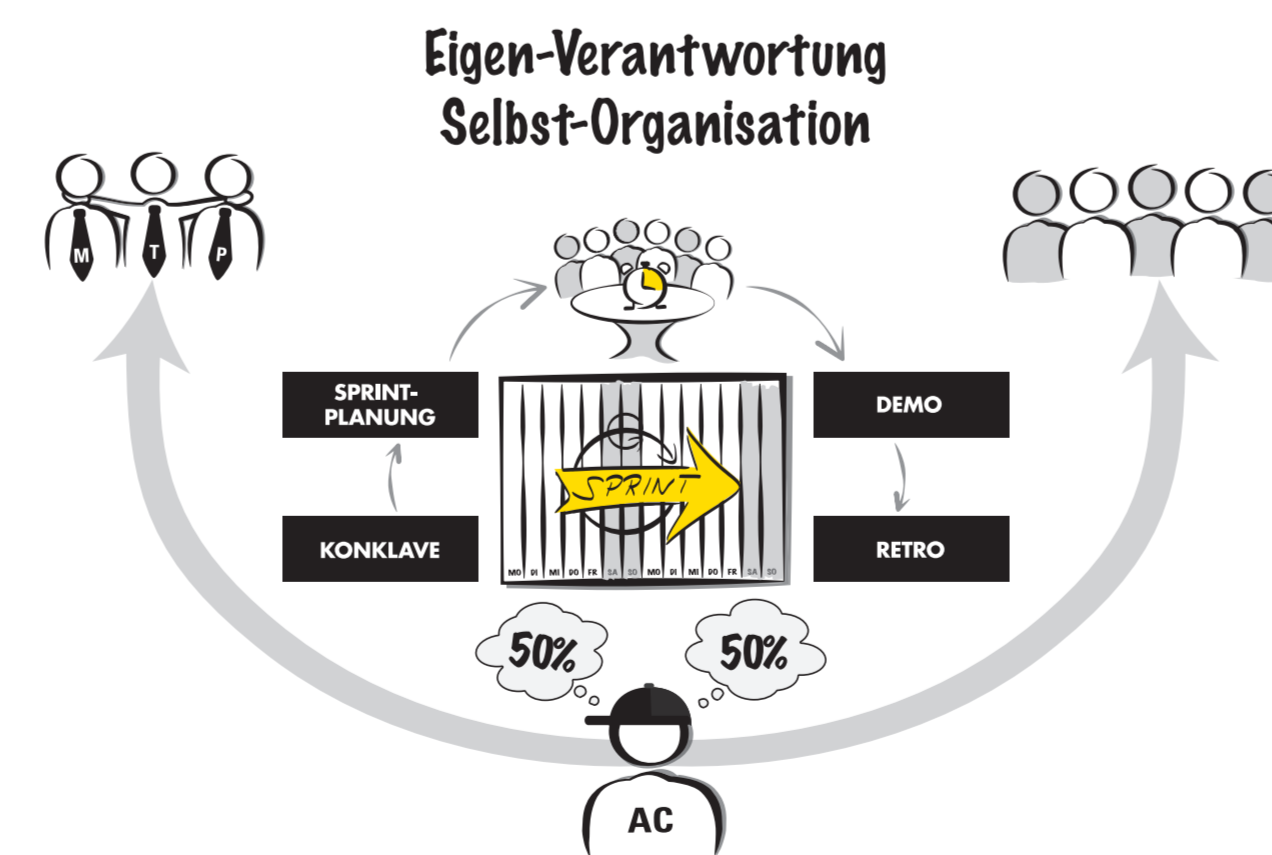 Eigen-Verantwortung
Selbst-Organisation
M T P
SPRINT-
PLANUNG
DEMO
SPRINT
KONKLAVE
RETRO
MO DI MI DO FR SA SO MO DI MI DO FR SA SO
50%
50%
AC